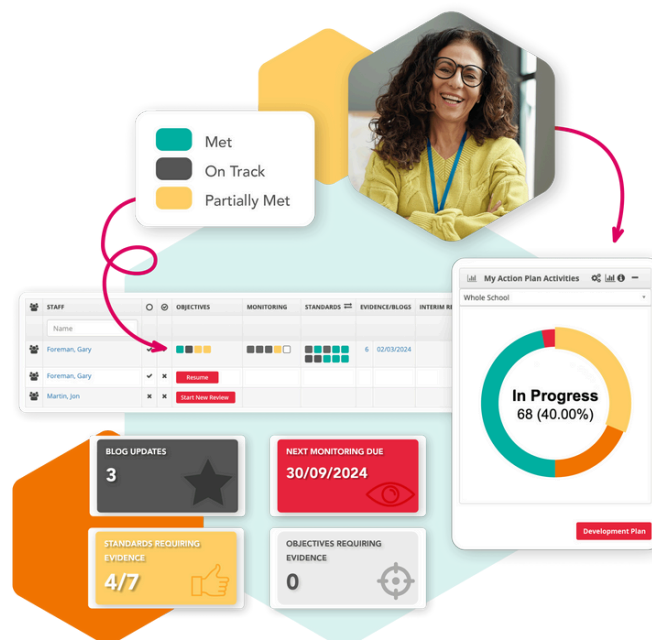 Met
On Track
Partially Met
My Action Plan Activities
Whole School
In Progress
68 (40.00%)
Development Plan
STAFF OBJECTIVES MONITORING STANDARDS EVIDENCE/BLOGS INTERIM
Name
Foreman, Gary 6 02/03/2024
Foreman, Gary Resume
Martin, Jon Start New Review
BLOG UPDATES
3
NEXT MONITORING DUE
30/09/2024
STANDARDS REQUIRING
EVIDENCE
4/7
OBJECTIVES REQUIRING
EVIDENCE
0